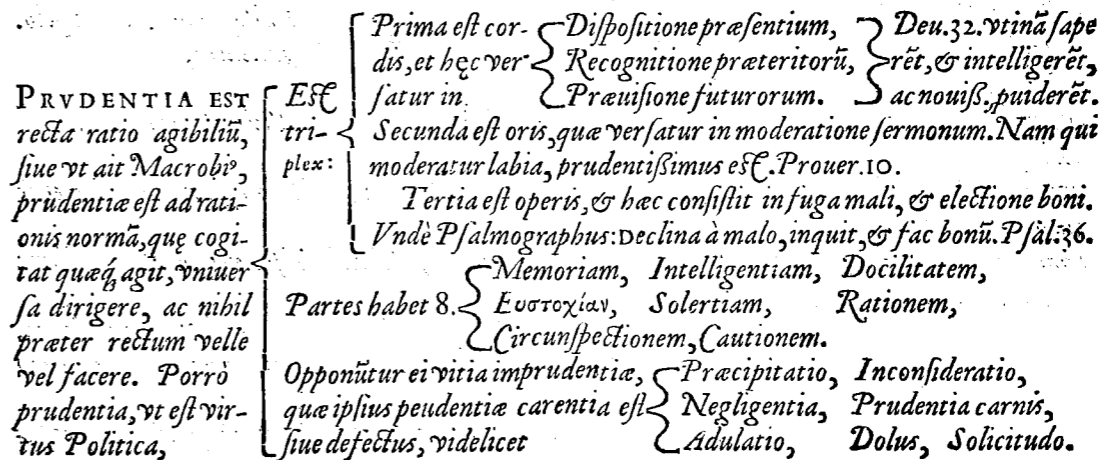 PRVDENTIA EST
recta ratio agibiliũ,
ſiue vt ait Macrobiꝰ,
prudentiæ eſt ad rati-
onis normã, quę cogi-
tat quæq́; agit, vniuer
ſa dirigere, ac nihil
præter rectum velle
vel facere. Porrò
prudentia, vt eſt vir-
tus Politica,
Eſt
tri-
plex:
Prima eſt cor-
dis, et hęc ver-
ſatur in
Diſpoſitione præſentium,
Recognitione præteritorũ,
Præuiſione futurorum.
Deu.32. vtinã ſape
rẽt, & intelligerẽt,
ac nouiß. puiderẽt.
Secunda eſt oris, quæ verſatur in moderatione ſermonum. Nam qui
moderatur labia, prudentißimus eſt. Prouer.10.
Tertia eſt operis, & hæc conſiſtit in fuga mali, & electione boni.
Vndè Pſalmographus: Declina à malo, inquit, & fac bonũ. Pſal.36.
Partes habet 8.
Memoriam, Intelligentiam, Docilitatem,
Ευστοχίαν, Solertiam, Rationem,
Circunſpectionem, Cautionem.
Opponũtur ei vitia imprudentiæ,
quæ ipſius peudentiæ carentia eſt
ſiue defectus, videlicet
Præcipitatio, Inconſideratio,
Negligentia, Prudentia carnis,
Adulatio, Dolus, Solicitudo.